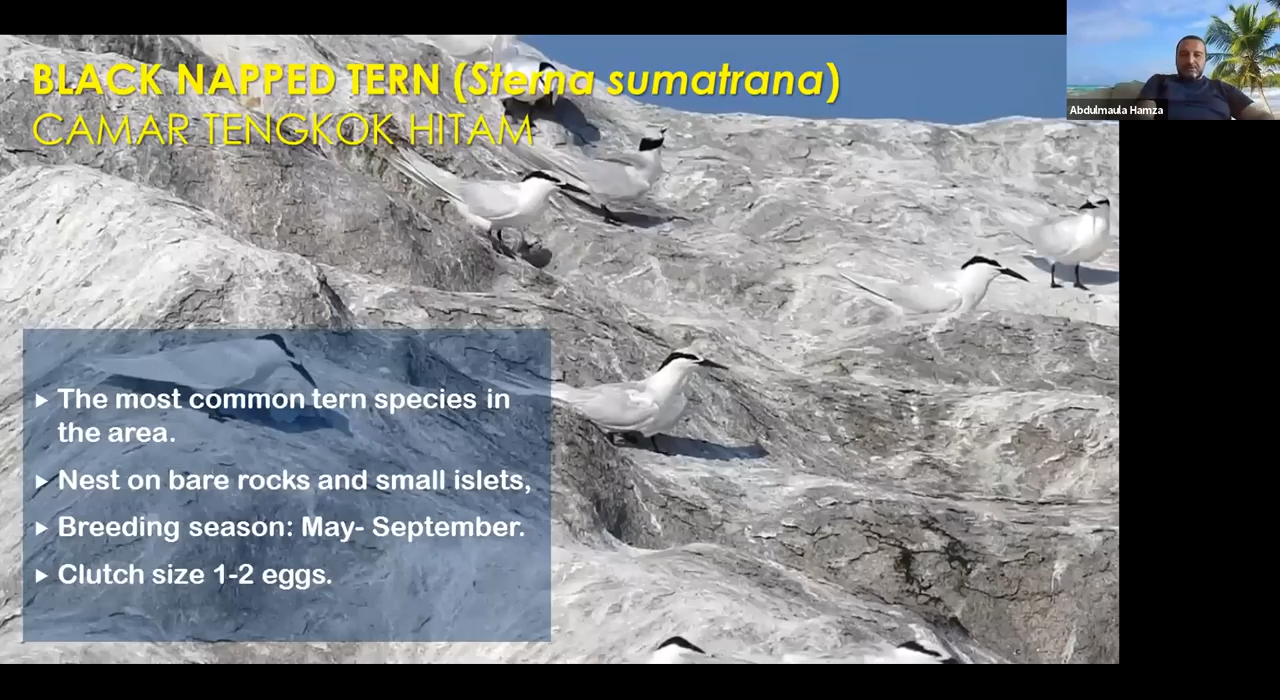 BLACK NAPPED TERN (Sterna sumatrana)
CAMAR TENGKOK HITAM
Abdulmaula Hamza
The most common tern species in
the area.
Nest on bare rocks and small islets,
Breeding season: May- September.
Clutch size 1-2 eggs.